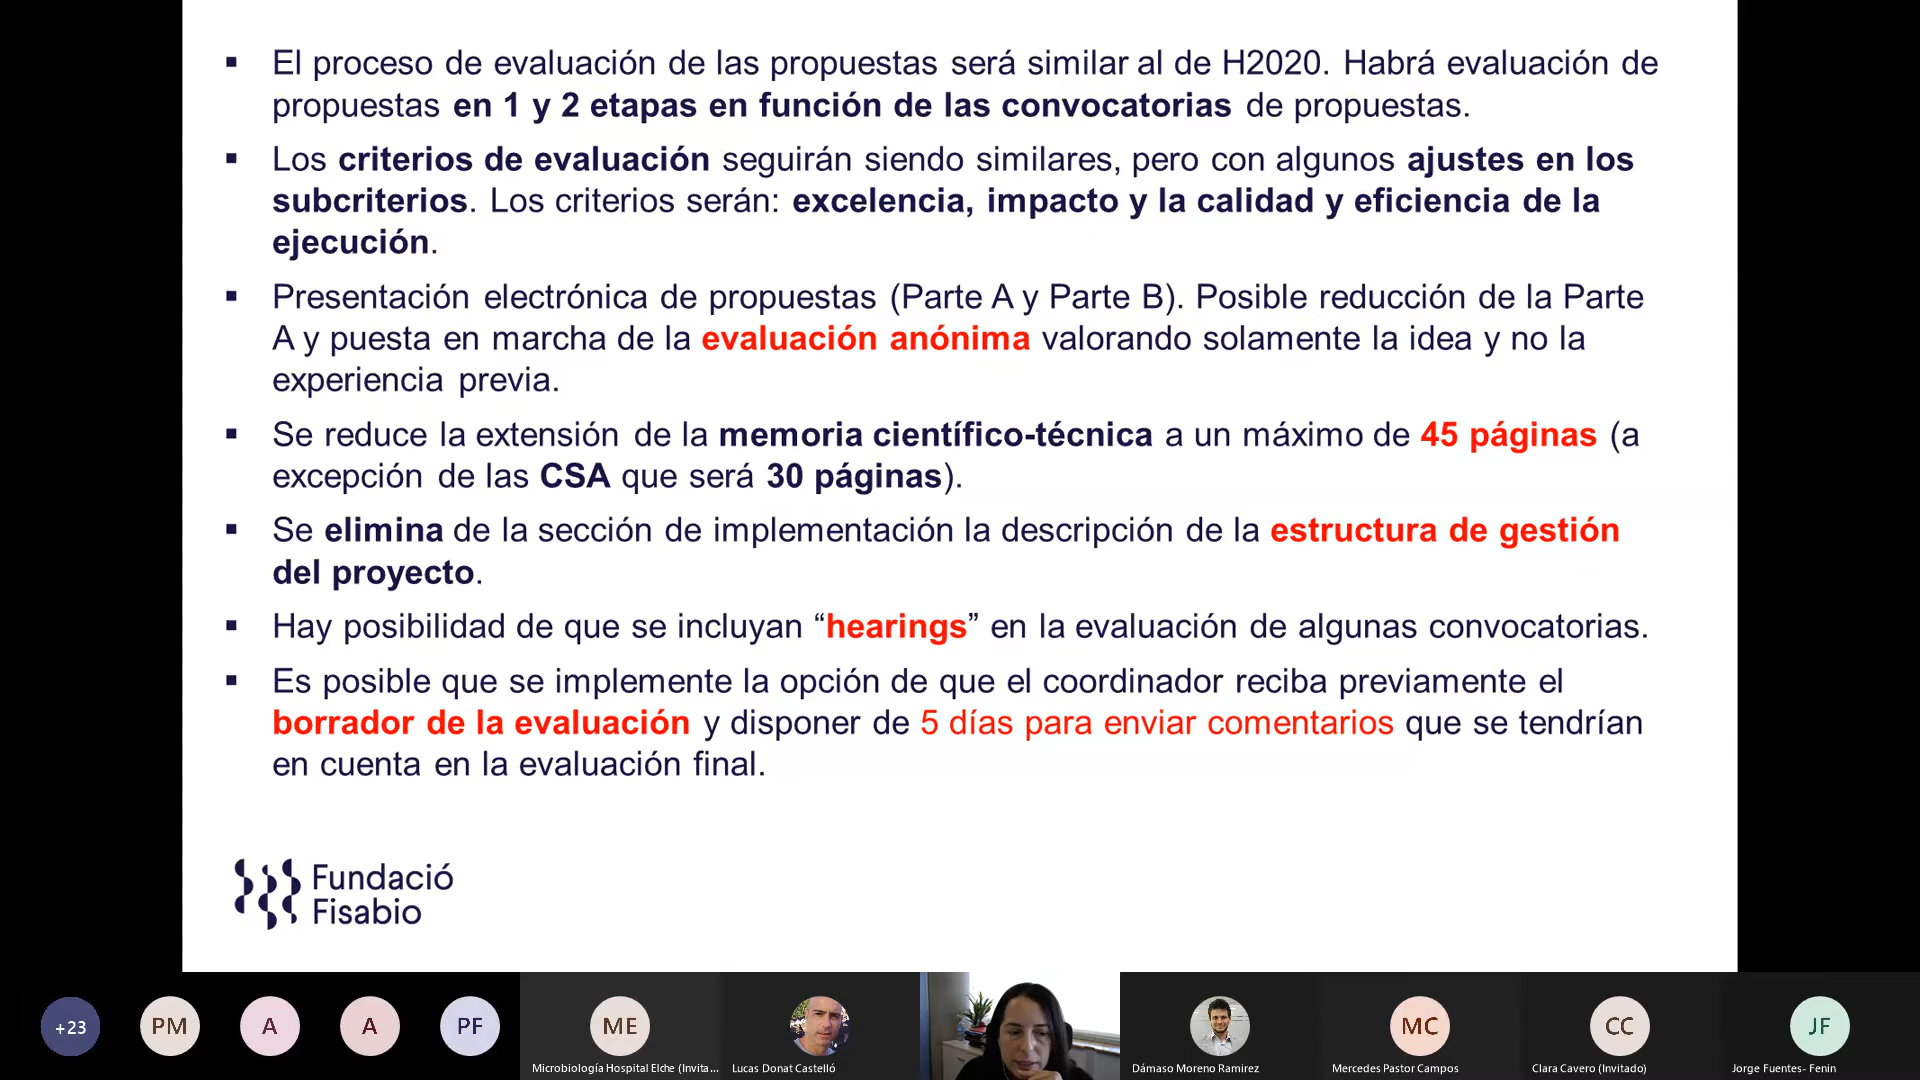 ▪ El proceso de evaluación de las propuestas será similar al de H2020. Habrá evaluación de
propuestas en 1 y 2 etapas en función de las convocatorias de propuestas.
▪ Los criterios de evaluación seguirán siendo similares, pero con algunos ajustes en los
subcriterios. Los criterios serán: excelencia, impacto y la calidad y eficiencia de la
ejecución.
▪ Presentación electrónica de propuestas (Parte A y Parte B). Posible reducción de la Parte
A y puesta en marcha de la evaluación anónima valorando solamente la idea y no la
experiencia previa.
▪ Se reduce la extensión de la memoria científico-técnica a un máximo de 45 páginas (a
excepción de las CSA que será 30 páginas).
▪ Se elimina de la sección de implementación la descripción de la estructura de gestión
del proyecto.
▪ Hay posibilidad de que se incluyan “hearings” en la evaluación de algunas convocatorias.
▪ Es posible que se implemente la opción de que el coordinador reciba previamente el
borrador de la evaluación y disponer de 5 días para enviar comentarios que se tendrían
en cuenta en la evaluación final.
Fundació
Fisabio
+23 PM A A PF ME MC CC JF
Microbiología Hospital Elche (Invita... Lucas Donat Castelló Dámaso Moreno Ramirez Mercedes Pastor Campos Clara Cavero (Invitado) Jorge Fuentes- Fenin